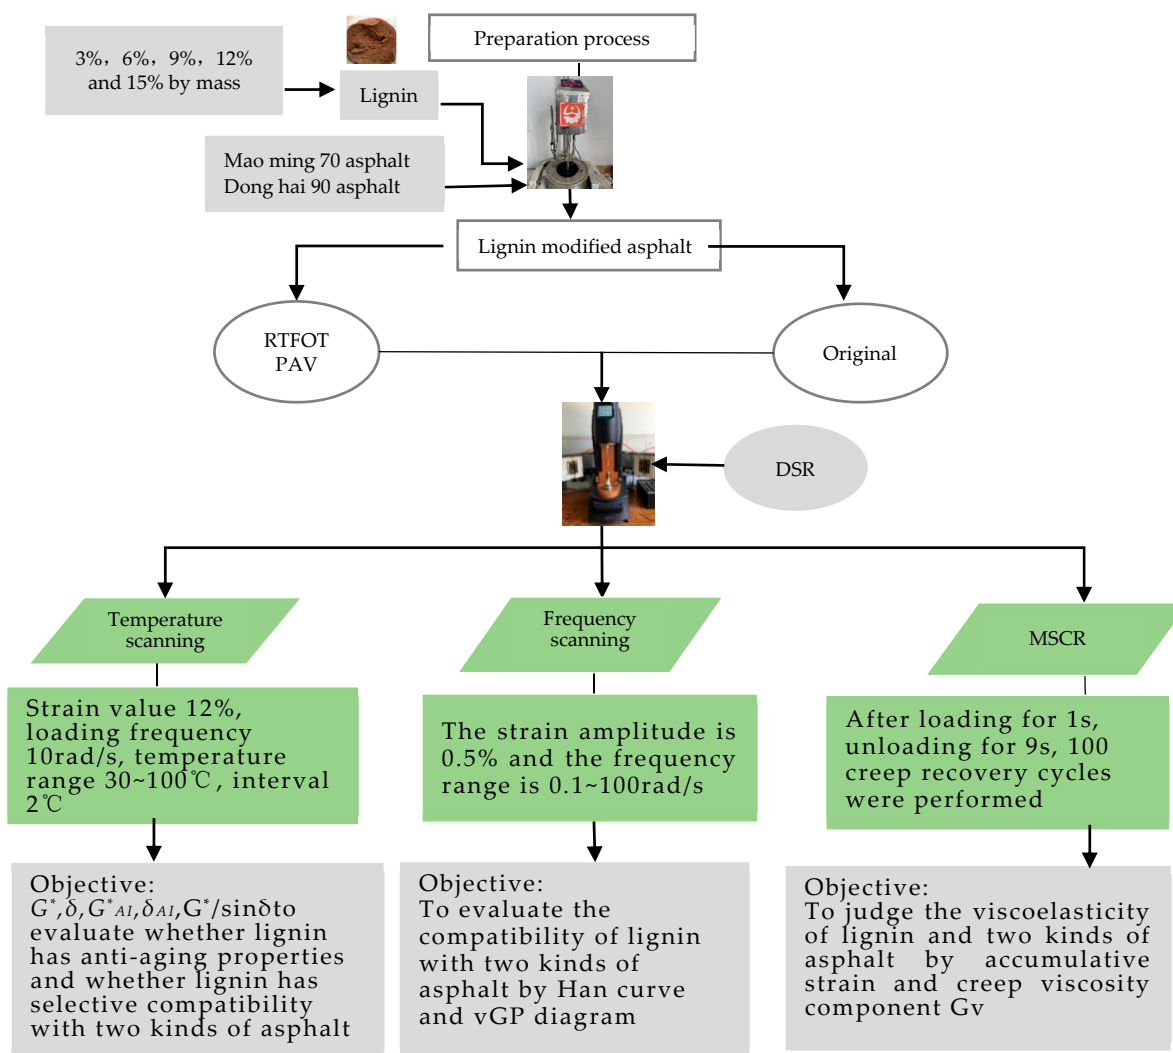 Preparation process
3%，6%，9%，12%
and 15% by mass
Lignin
Mao ming 70 asphalt
Dong hai 90 asphalt
Lignin modified asphalt
RTFOT
PAV
Original
DSR
Temperature
scanning
Frequency
scanning
MSCR
Strain value 12%,
loading frequency
10rad/s, temperature
range 30~100℃, interval
2℃
The strain amplitude is
0.5% and the frequency
range is 0.1~100rad/s
After loading for 1s,
unloading for 9s, 100
creep recovery cycles
were performed
Objective:
G*,δ,G*AI,δAI,G*/sinδto
evaluate whether lignin
has anti-aging properties
and whether lignin has
selective compatibility
with two kinds of asphalt
Objective:
To evaluate the
compatibility of lignin
with two kinds of
asphalt by Han curve
and vGP diagram
Objective:
To judge the viscoelasticity
of lignin and two kinds of
asphalt by accumulative
strain and creep viscosity
component Gv